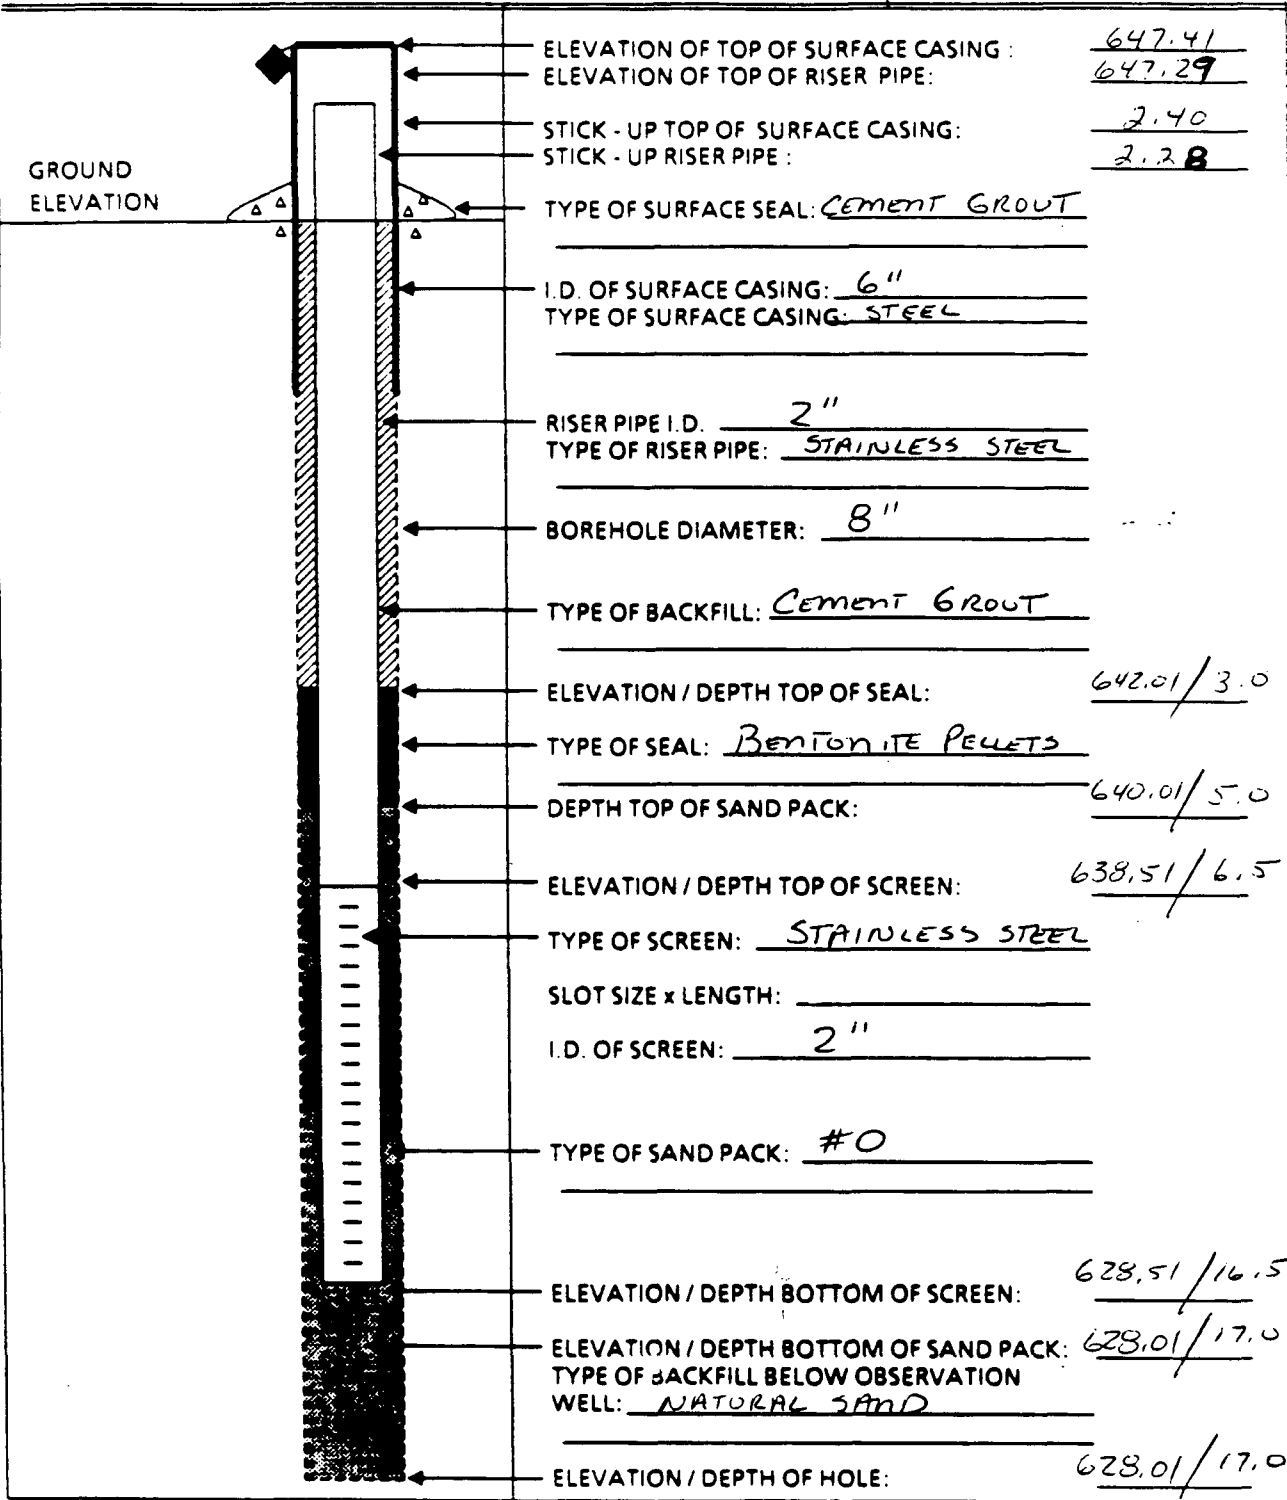 ELEVATION OF TOP OF SURFACE CASING : 647.41
ELEVATION OF TOP OF RISER PIPE: 647.29
STICK - UP TOP OF SURFACE CASING: 2.40
STICK - UP RISER PIPE : 2.28
GROUND
ELEVATION
TYPE OF SURFACE SEAL: CEMENT GROUT
I.D. OF SURFACE CASING: 6"
TYPE OF SURFACE CASING: STEEL
RISER PIPE I.D. 2"
TYPE OF RISER PIPE: STAINLESS STEEL
BOREHOLE DIAMETER: 8"
TYPE OF BACKFILL: CEMENT GROUT
ELEVATION / DEPTH TOP OF SEAL: 642.01/3.0
TYPE OF SEAL: BENTONITE PELLETS
DEPTH TOP OF SAND PACK: 640.01/5.0
ELEVATION / DEPTH TOP OF SCREEN: 638.51/6.5
TYPE OF SCREEN: STAINLESS STEEL
SLOT SIZE x LENGTH:
I.D. OF SCREEN: 2"
TYPE OF SAND PACK: #0
ELEVATION / DEPTH BOTTOM OF SCREEN: 628.51/16.5
ELEVATION / DEPTH BOTTOM OF SAND PACK: 628.01/17.0
TYPE OF BACKFILL BELOW OBSERVATION
WELL: NATURAL SAND
ELEVATION / DEPTH OF HOLE: 628.01/17.0